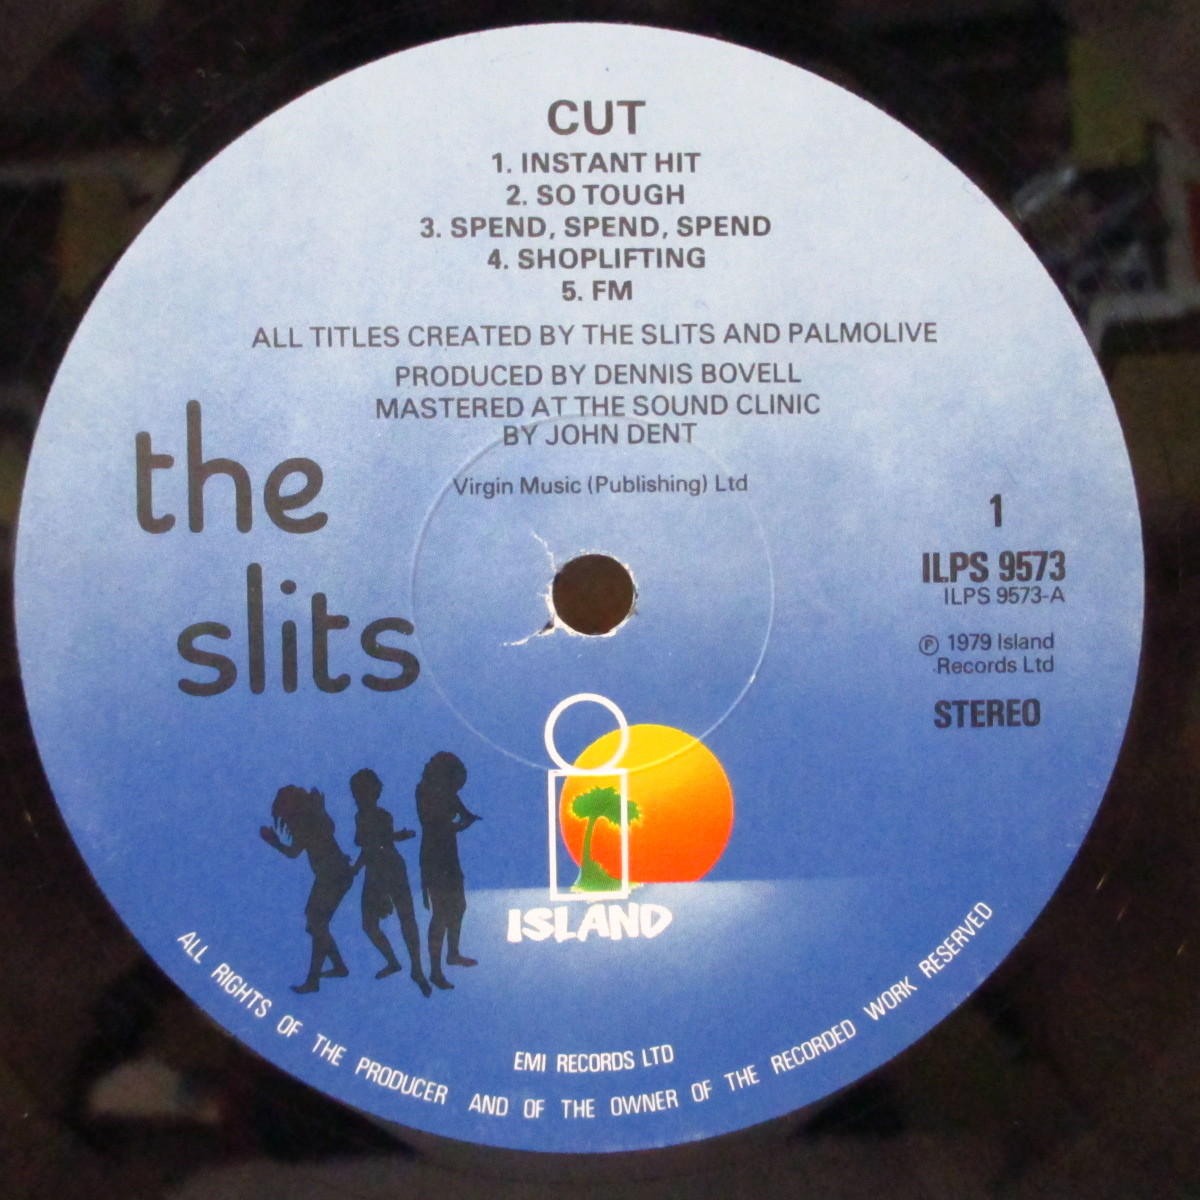 CUT
1. INSTANT HIT
2. SO TOUGH
3. SPEND, SPEND, SPEND
4. SHOPLIFTING
5. FM
ALL TITLES CREATED BY THE SLITS AND PALMOLIVE
PRODUCED BY DENNIS BOVELL
MASTERED AT THE SOUND CLINIC
BY JOHN DENT
Virgin Music (Publishing) Ltd
the
slits
1
ILPS 9573
ILPS 9573-A
℗ 1979 Island
Records Ltd
STEREO
ISLAND
EMI RECORDS LTD
ALL RIGHTS OF THE PRODUCER AND OF THE OWNER OF THE RECORDED WORK RESERVED